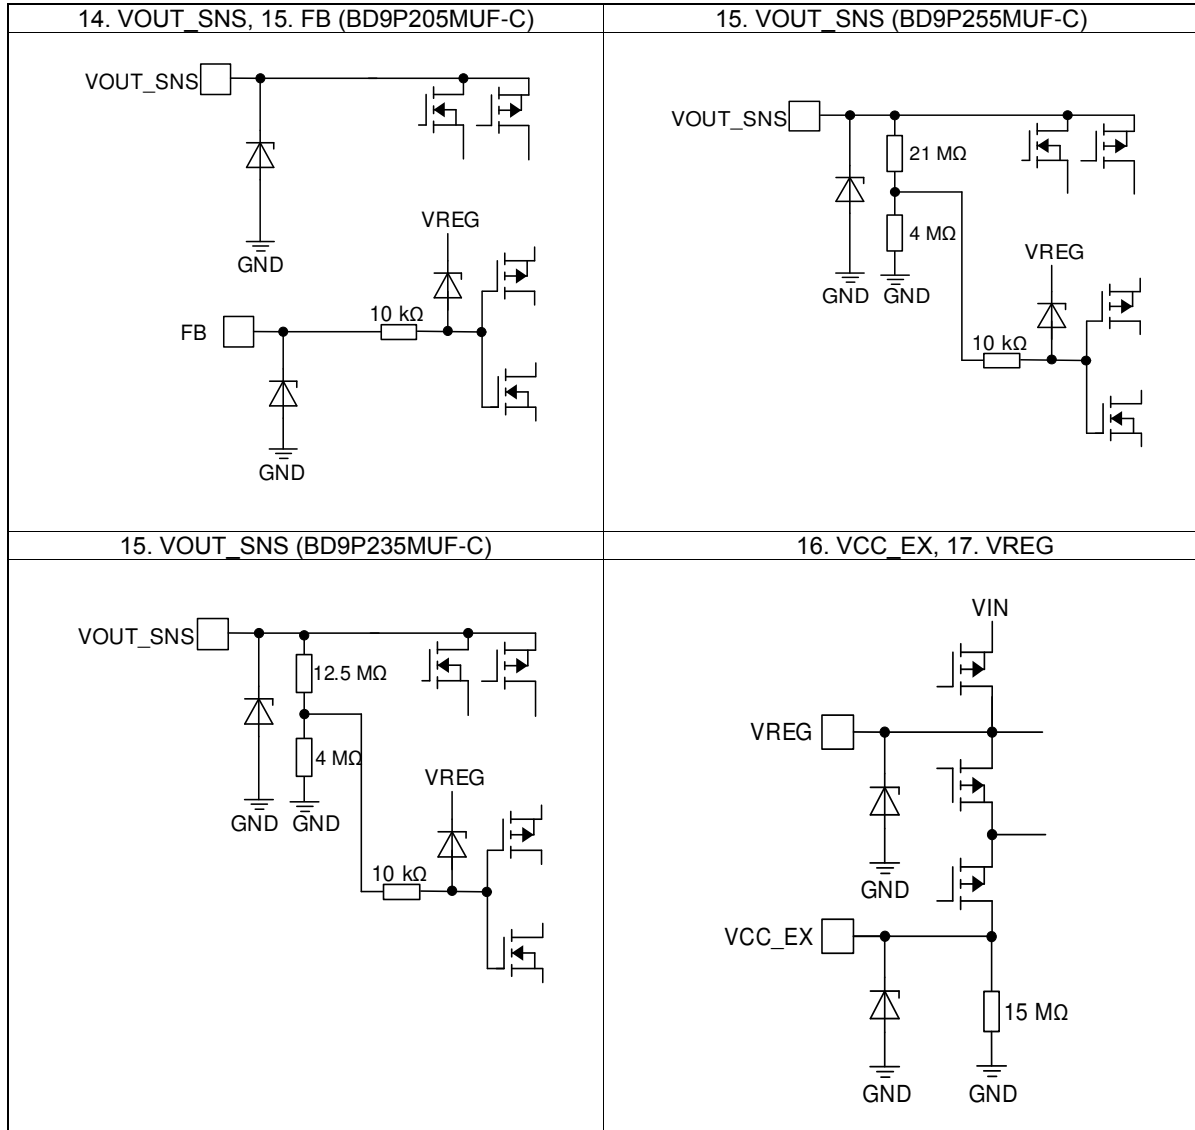 14. VOUT_SNS, 15. FB (BD9P205MUF-C)
VOUT_SNS
GND
VREG
10 kΩ
FB
GND
15. VOUT_SNS (BD9P255MUF-C)
VOUT_SNS
21 MΩ
4 MΩ
GND
GND
VREG
10 kΩ
15. VOUT_SNS (BD9P235MUF-C)
VOUT_SNS
12.5 MΩ
4 MΩ
GND
GND
VREG
10 kΩ
16. VCC_EX, 17. VREG
VIN
VREG
GND
VCC_EX
15 MΩ
GND
GND